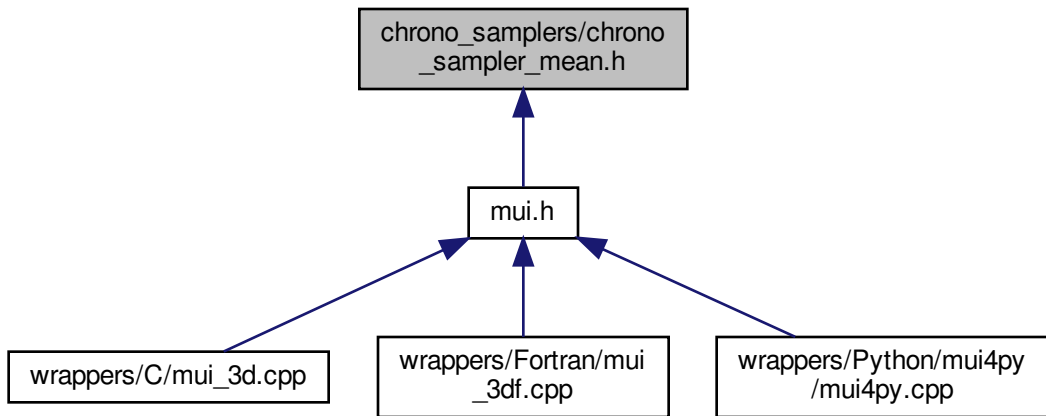 chrono_samplers/chrono
_sampler_mean.h
mui.h
wrappers/C/mui_3d.cpp
wrappers/Fortran/mui
_3df.cpp
wrappers/Python/mui4py
/mui4py.cpp